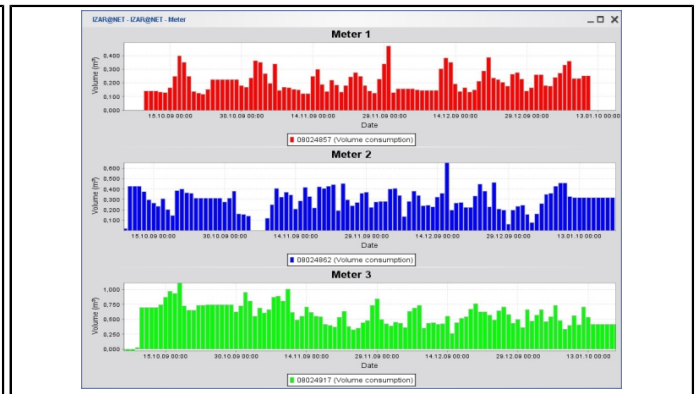 IZAR@NET - IZAR@NET - Meter
Meter 1
Volume (m³)
0,400
0,300
0,200
0,100
0,000
15.10.09 00:00 30.10.09 00:00 14.11.09 00:00 29.11.09 00:00 14.12.09 00:00 29.12.09 00:00 13.01.10 00:00
Date
08024857 (Volume consumption)
Meter 2
Volume (m³)
0,600
0,500
0,400
0,300
0,200
0,100
15.10.09 00:00 30.10.09 00:00 14.11.09 00:00 29.11.09 00:00 14.12.09 00:00 29.12.09 00:00 13.01.10 00:00
Date
08024862 (Volume consumption)
Meter 3
Volume (m³)
1,000
0,750
0,500
0,250
0,000
15.10.09 00:00 30.10.09 00:00 14.11.09 00:00 29.11.09 00:00 14.12.09 00:00 29.12.09 00:00 13.01.10 00:00
Date
08024917 (Volume consumption)